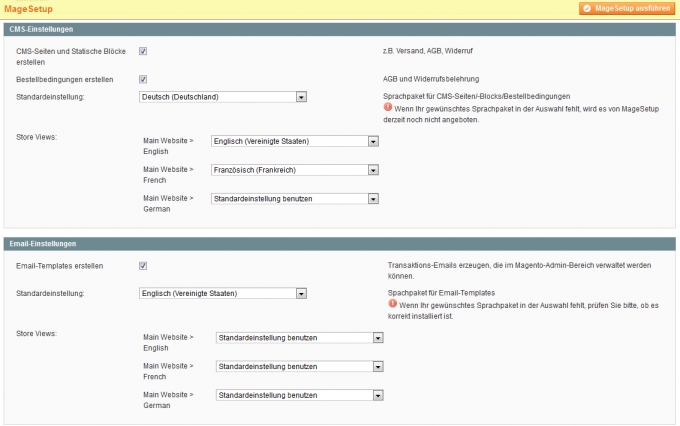 MageSetup
MageSetup ausführen
CMS-Einstellungen
CMS-Seiten und Statische Blöcke
erstellen
z.B. Versand, AGB, Widerruf
Bestellbedingungen erstellen
AGB und Widerrufsbelehrung
Standardeinstellung:
Deutsch (Deutschland)
Sprachpaket für CMS-Seiten/-Blocks/Bestellbedingungen
Wenn Ihr gewünschtes Sprachpaket in der Auswahl fehlt, wird es von MageSetup
derzeit noch nicht angeboten.
Store Views:
Main Website >
English
Englisch (Vereinigte Staaten)
Main Website >
French
Französisch (Frankreich)
Main Website >
German
Standardeinstellung benutzen
Email-Einstellungen
Email-Templates erstellen
Transaktions-Emails erzeugen, die im Magento-Admin-Bereich verwaltet werden
können.
Standardeinstellung:
Englisch (Vereinigte Staaten)
Spachpaket für Email-Templates
Wenn Ihr gewünschtes Sprachpaket in der Auswahl fehlt, prüfen Sie bitte, ob es
korrekt installiert ist.
Store Views:
Main Website >
English
Standardeinstellung benutzen
Main Website >
French
Standardeinstellung benutzen
Main Website >
German
Standardeinstellung benutzen